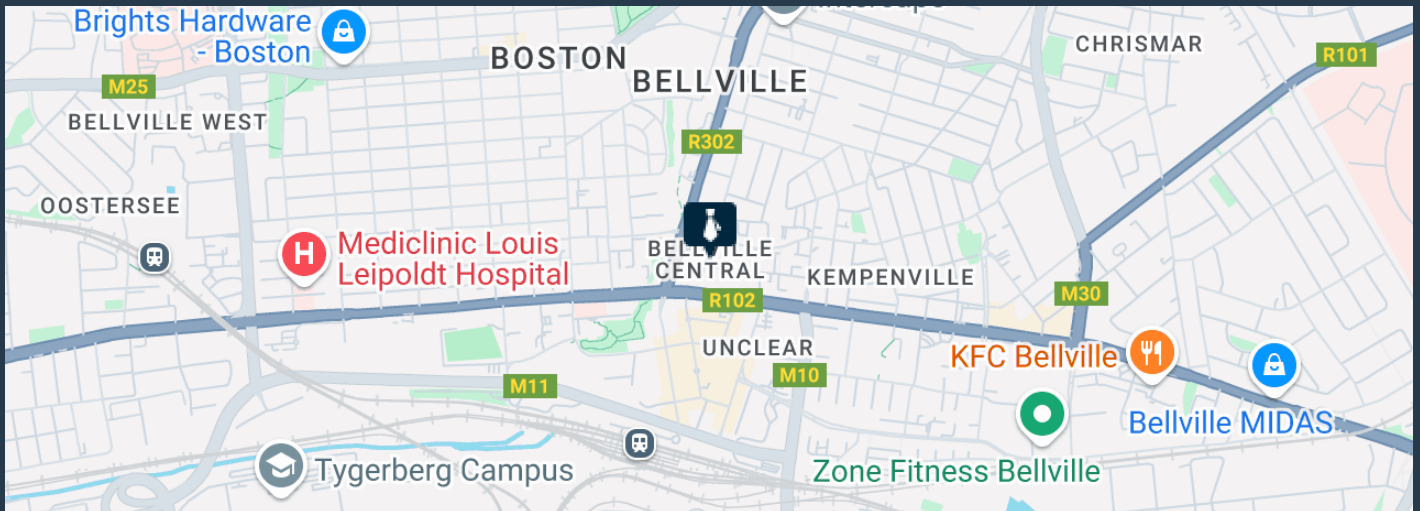 Brights Hardware
- Boston
BOSTON
BELLVILLE
CHRISMAR
R101
M25
BELLVILLE WEST
R302
OOSTERSEE
Mediclinic Louis
Leipoldt Hospital
BELLVILLE
CENTRAL
KEMPENVILLE
R102
M30
UNCLEAR
KFC Bellville
M10
M11
Bellville MIDAS
Tygerberg Campus
Zone Fitness Bellville